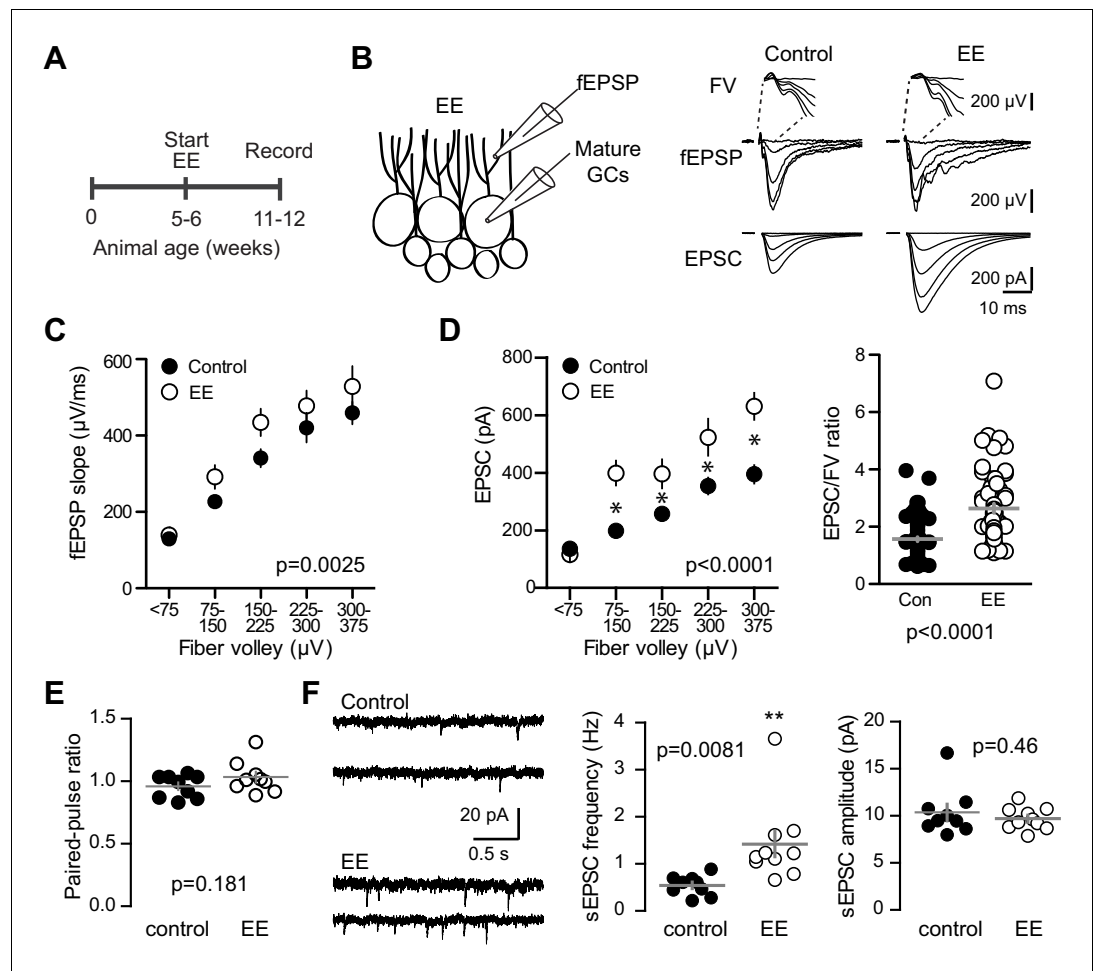 A
Start
EE
Record
0
5-6
11-12
Animal age (weeks)
B
EE
fEPSP
Mature
GCs
Control
EE
FV
200 µV
fEPSP
200 µV
EPSC
200 pA
10 ms
C
600
400
200
0
fEPSP slope (µV/ms)
Control
EE
p=0.0025
<75
75-
150
150-
225
225-
300
300-
375
Fiber volley (µV)
D
800
600
400
200
0
EPSC (pA)
Control
EE
*
*
*
*
p<0.0001
<75
75-
150
150-
225
225-
300
300-
375
Fiber volley (µV)
8
6
4
2
0
EPSC/FV ratio
Con
EE
p<0.0001
E
1.5
1.0
0.5
0.0
Paired-pulse ratio
p=0.181
control
EE
F
Control
20 pA
0.5 s
EE
4
3
2
1
0
sEPSC frequency (Hz)
p=0.0081
**
control
EE
20
15
10
5
0
sEPSC amplitude (pA)
p=0.46
control
EE